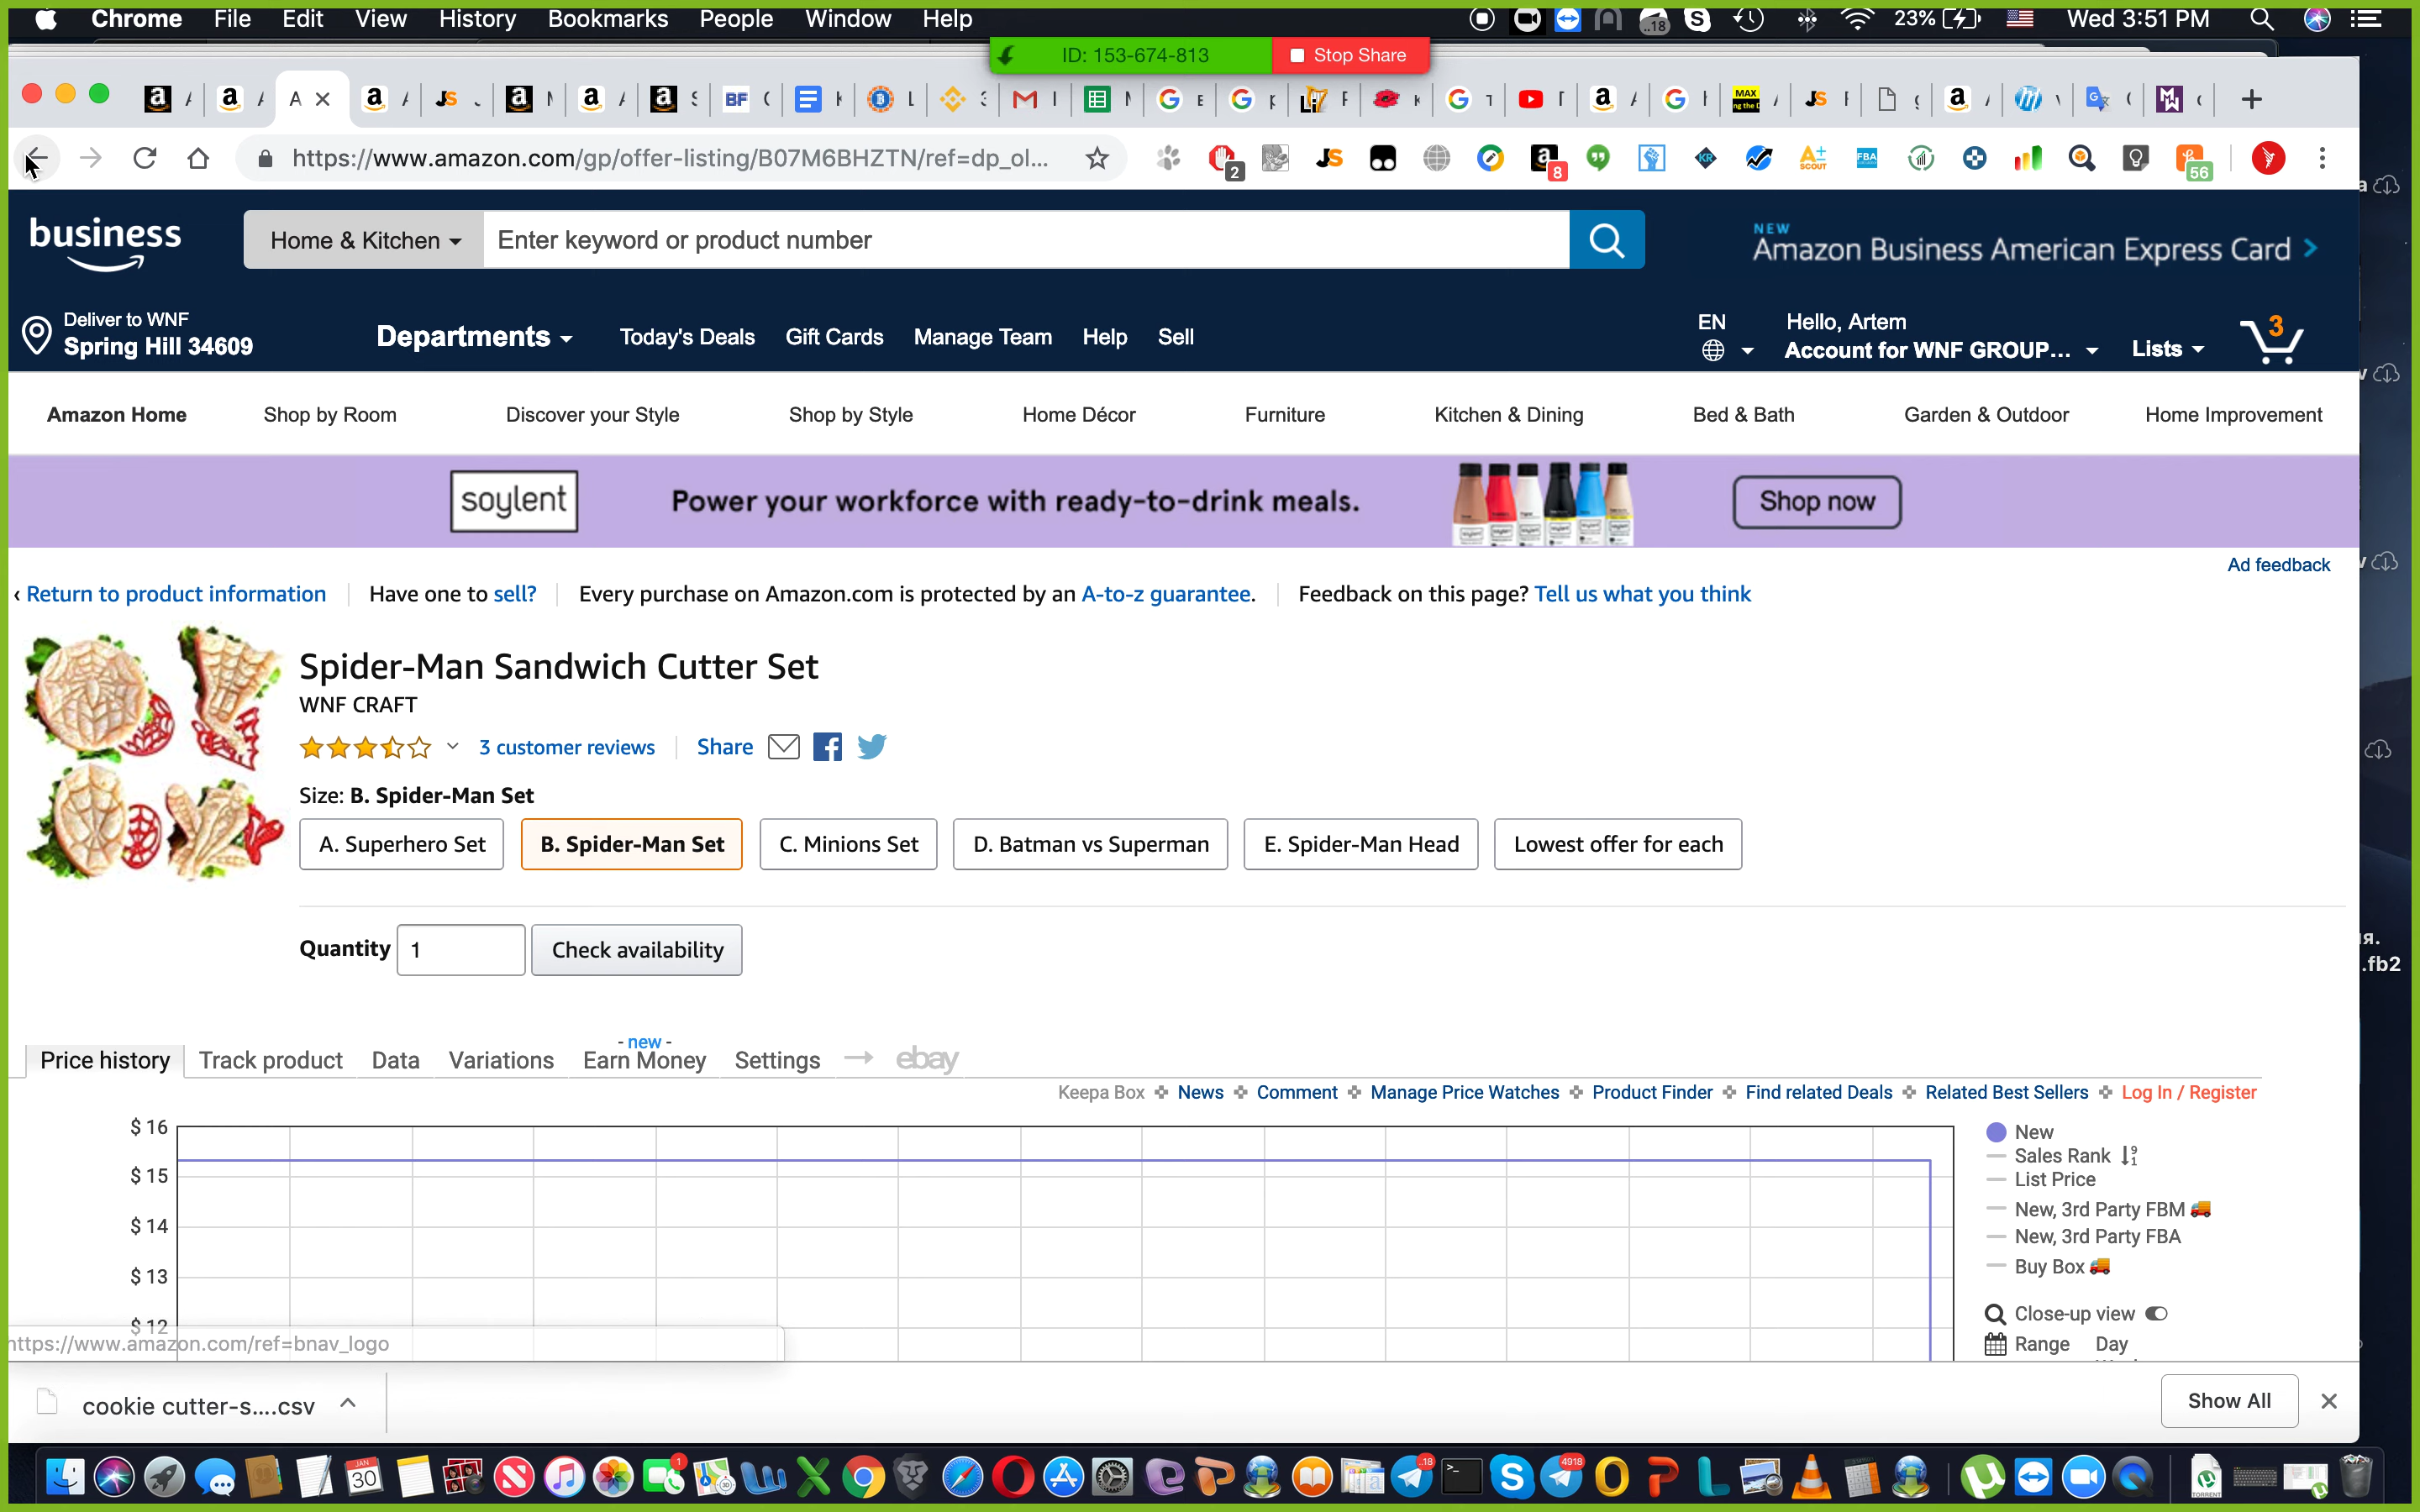 Chrome File Edit View History Bookmarks People Window Help
..18 23% Wed 3:51 PM
ID: 153-674-813 Stop Share
https://www.amazon.com/gp/offer-listing/B07M6BHZTN/ref=dp_ol...
2 8 56
business
Home & Kitchen
Enter keyword or product number
NEW
Amazon Business American Express Card
Deliver to WNF
Spring Hill 34609
Departments Today's Deals Gift Cards Manage Team Help Sell
EN
Hello, Artem
Account for WNF GROUP... Lists 3
Amazon Home Shop by Room Discover your Style Shop by Style Home Décor Furniture Kitchen & Dining Bed & Bath Garden & Outdoor Home Improvement
soylent Power your workforce with ready-to-drink meals. Shop now
Ad feedback
‹ Return to product information Have one to sell? Every purchase on Amazon.com is protected by an A-to-z guarantee. Feedback on this page? Tell us what you think
Spider-Man Sandwich Cutter Set
WNF CRAFT
3 customer reviews Share
Size: B. Spider-Man Set
A. Superhero Set B. Spider-Man Set C. Minions Set D. Batman vs Superman E. Spider-Man Head Lowest offer for each
Quantity 1 Check availability
я.
.fb2
- new -
Price history Track product Data Variations Earn Money Settings ebay
Keepa Box News Comment Manage Price Watches Product Finder Find related Deals Related Best Sellers Log In / Register
$ 16
$ 15
$ 14
$ 13
$ 12
New
Sales Rank
List Price
New, 3rd Party FBM
New, 3rd Party FBA
Buy Box
Close-up view
Range Day
ttps://www.amazon.com/ref=bnav_logo
cookie cutter-s....csv
Show All
JAN
30
1
..18
4918